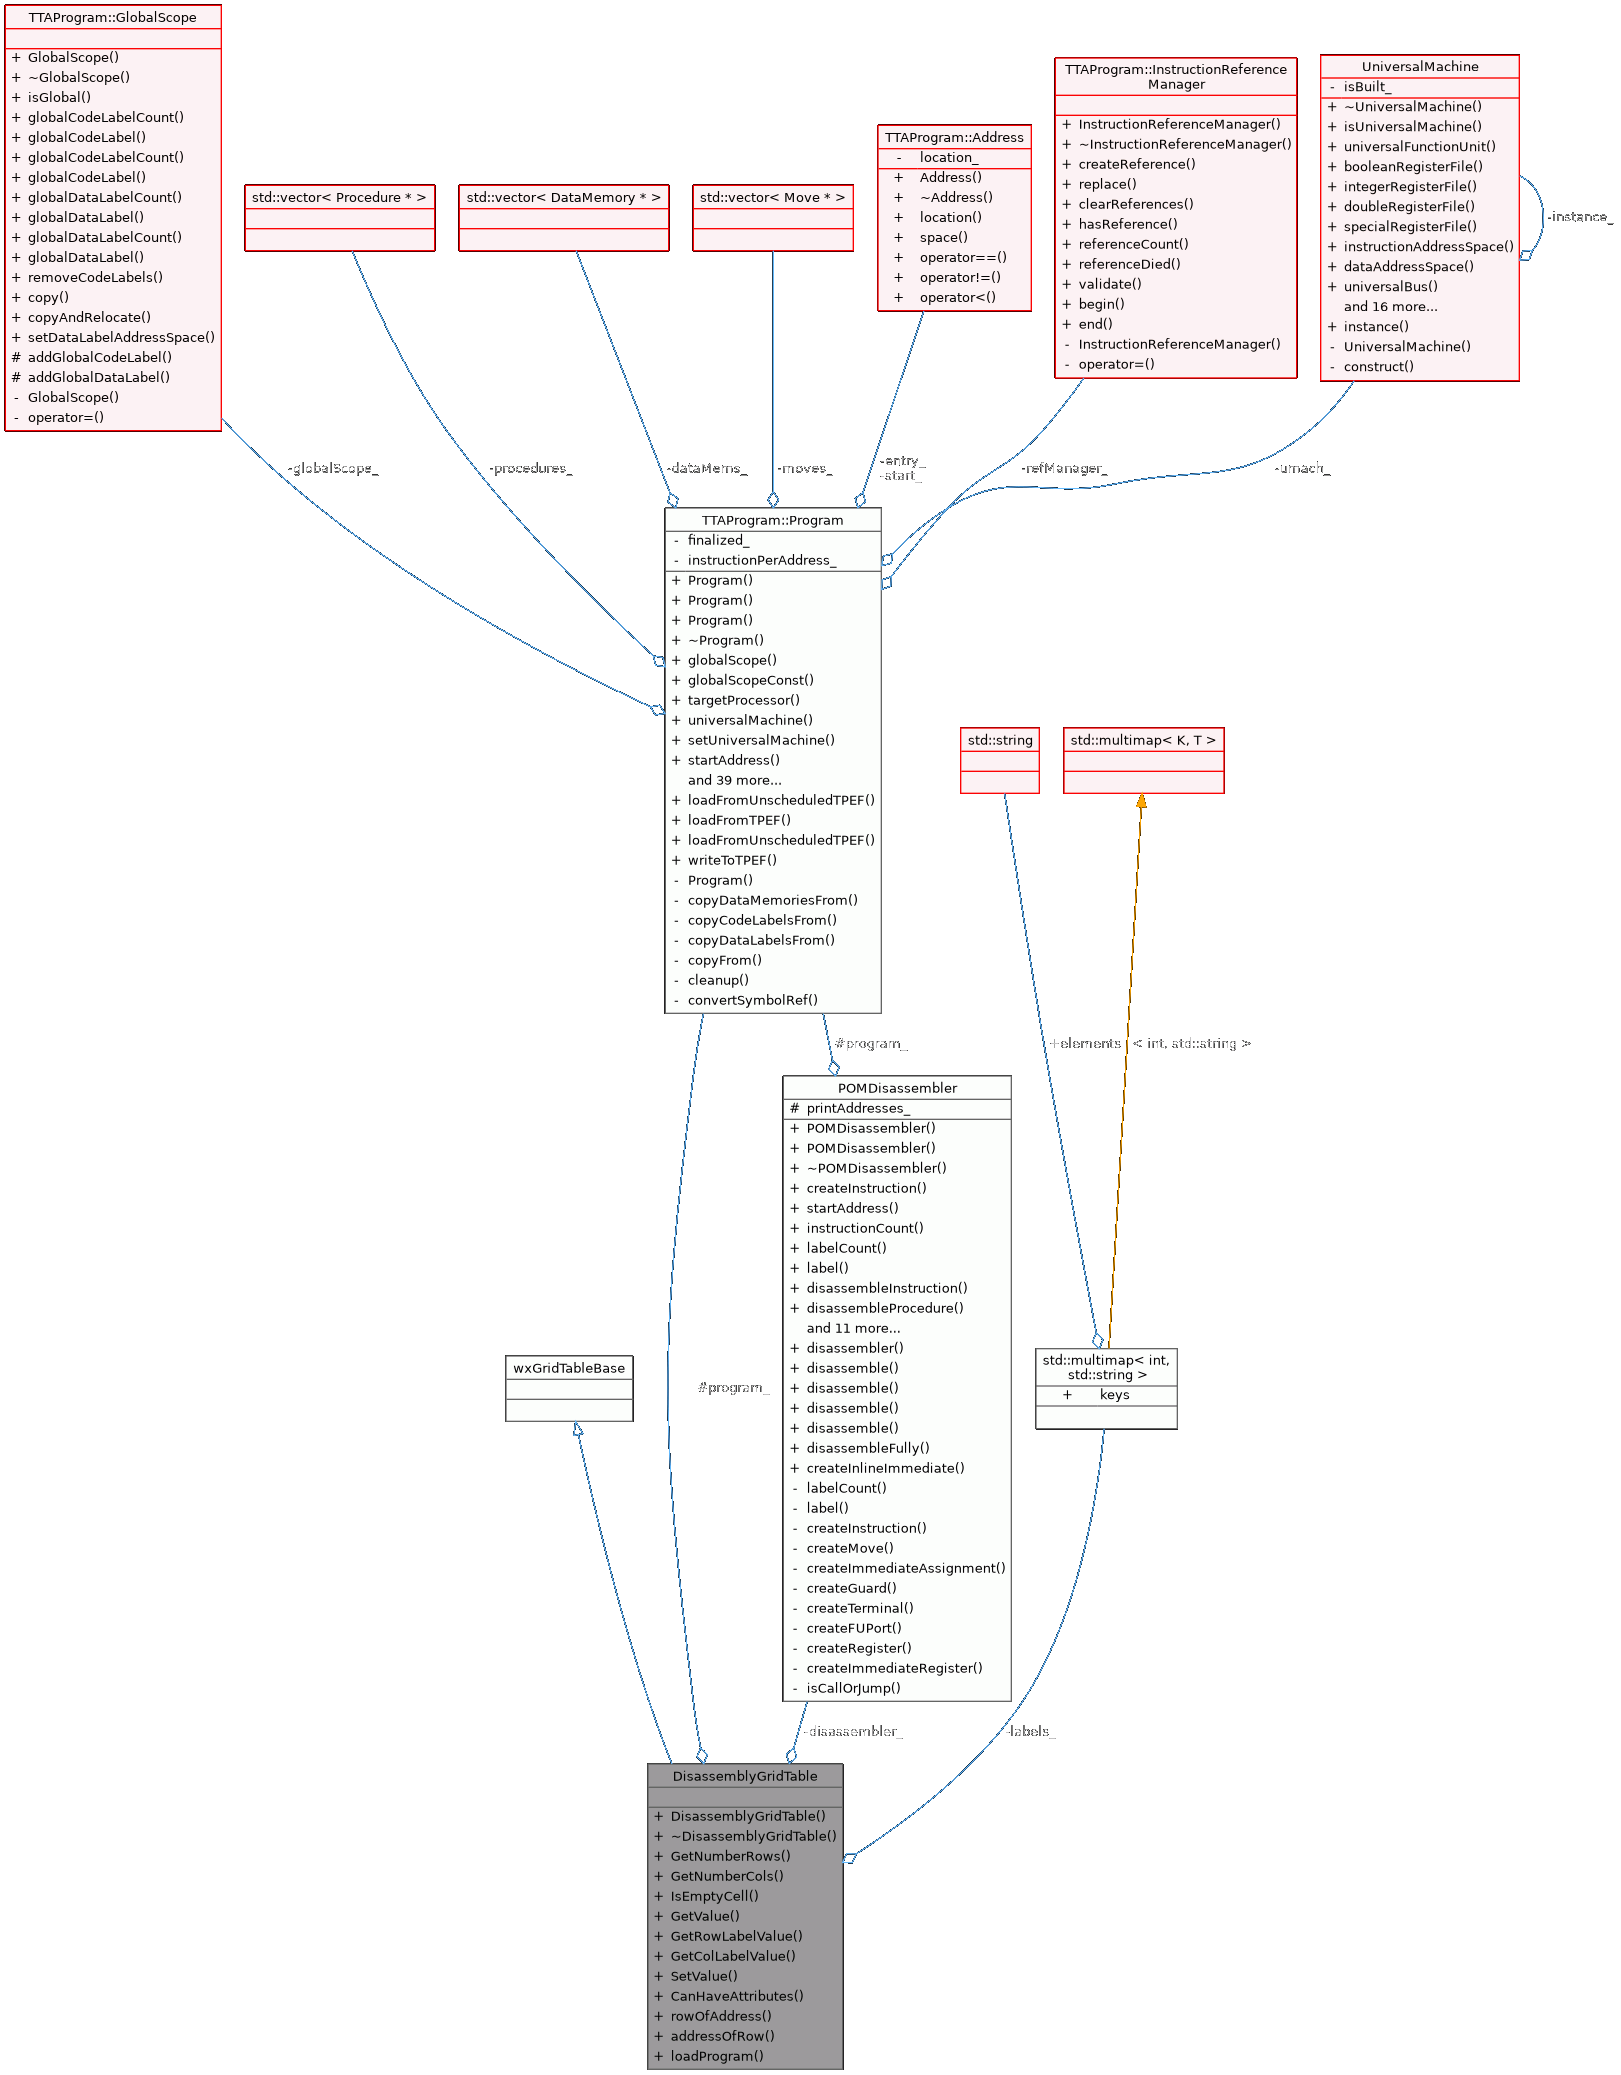 TTAProgram::GlobalScope
+ GlobalScope()
+ ~GlobalScope()
+ isGlobal()
+ globalCodeLabelCount()
+ globalCodeLabel()
+ globalCodeLabelCount()
+ globalCodeLabel()
+ globalDataLabelCount()
+ globalDataLabel()
+ globalDataLabelCount()
+ globalDataLabel()
+ removeCodeLabels()
+ copy()
+ copyAndRelocate()
+ setDataLabelAddressSpace()
# addGlobalCodeLabel()
# addGlobalDataLabel()
- GlobalScope()
- operator=()
std::vector< Procedure * >
std::vector< DataMemory * >
std::vector< Move * >
TTAProgram::Address
- location_
+ Address()
+ ~Address()
+ location()
+ space()
+ operator==()
+ operator!=()
+ operator<()
TTAProgram::InstructionReference
Manager
+ InstructionReferenceManager()
+ ~InstructionReferenceManager()
+ createReference()
+ replace()
+ clearReferences()
+ hasReference()
+ referenceCount()
+ referenceDied()
+ validate()
+ begin()
+ end()
- InstructionReferenceManager()
- operator=()
UniversalMachine
- isBuilt_
+ ~UniversalMachine()
+ isUniversalMachine()
+ universalFunctionUnit()
+ booleanRegisterFile()
+ integerRegisterFile()
+ doubleRegisterFile()
+ specialRegisterFile()
+ instructionAddressSpace()
+ dataAddressSpace()
+ universalBus()
and 16 more...
+ instance()
- UniversalMachine()
- construct()
-instance_
-globalScope_
-procedures_
-dataMems_
-moves_
-entry_
-start_
-refManager_
-umach_
TTAProgram::Program
- finalized_
- instructionPerAddress_
+ Program()
+ Program()
+ Program()
+ ~Program()
+ globalScope()
+ globalScopeConst()
+ targetProcessor()
+ universalMachine()
+ setUniversalMachine()
+ startAddress()
and 39 more...
+ loadFromUnscheduledTPEF()
+ loadFromTPEF()
+ loadFromUnscheduledTPEF()
+ writeToTPEF()
- Program()
- copyDataMemoriesFrom()
- copyCodeLabelsFrom()
- copyDataLabelsFrom()
- copyFrom()
- cleanup()
- convertSymbolRef()
std::string
std::multimap< K, T >
#program_
+elements
< int, std::string >
POMDisassembler
# printAddresses_
+ POMDisassembler()
+ POMDisassembler()
+ ~POMDisassembler()
+ createInstruction()
+ startAddress()
+ instructionCount()
+ labelCount()
+ label()
+ disassembleInstruction()
+ disassembleProcedure()
and 11 more...
+ disassembler()
+ disassemble()
+ disassemble()
+ disassemble()
+ disassemble()
+ disassembleFully()
+ createInlineImmediate()
- labelCount()
- label()
- createInstruction()
- createMove()
- createImmediateAssignment()
- createGuard()
- createTerminal()
- createFUPort()
- createRegister()
- createImmediateRegister()
- isCallOrJump()
wxGridTableBase
#program_
std::multimap< int,
std::string >
+ keys
-disassembler_
-labels_
DisassemblyGridTable
+ DisassemblyGridTable()
+ ~DisassemblyGridTable()
+ GetNumberRows()
+ GetNumberCols()
+ IsEmptyCell()
+ GetValue()
+ GetRowLabelValue()
+ GetColLabelValue()
+ SetValue()
+ CanHaveAttributes()
+ rowOfAddress()
+ addressOfRow()
+ loadProgram()